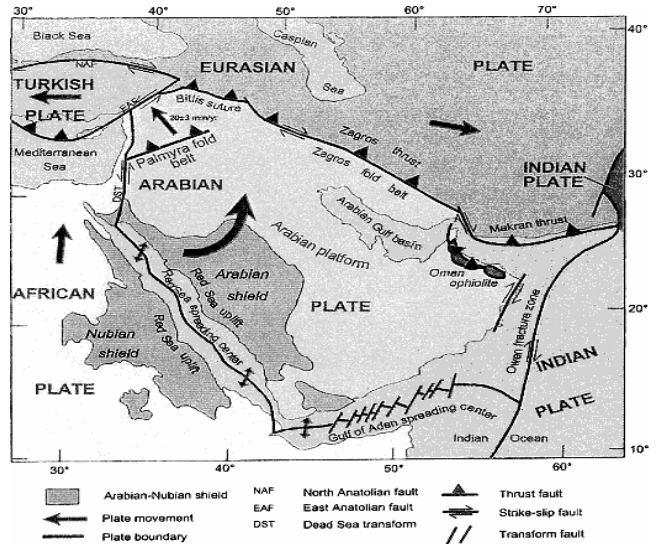 30° 40° 50° 60°
40° 40°
Black Sea
Caspian
Sea
EURASIAN
PLATE
NAF
TURKISH
PLATE
EAF
Bitlis suture
20±3 mm/yr.
Mediterranean
Sea
Palmyra fold
belt
Zagros thrust
Zagros fold
belt
INDIAN
PLATE
30° 30°
DST
ARABIAN
Arabian Gulf basin
Makran thrust
Arabian platform
Oman
ophiolite
AFRICAN
Red Sea uplift
Arabian
shield
Red Sea spreading
center
PLATE
20° 20°
Nubian
shield
Red Sea uplift
Owen fracture zone
PLATE
INDIAN
PLATE
Gulf of Aden spreading center
Indian Ocean
10°
30° 40° 50° 60°
Arabian-Nubian shield
Plate movement
Plate boundary
NAF North Anatolian fault
EAF East Anatolian fault
DST Dead Sea transform
Thrust fault
Strike-slip fault
Transform fault